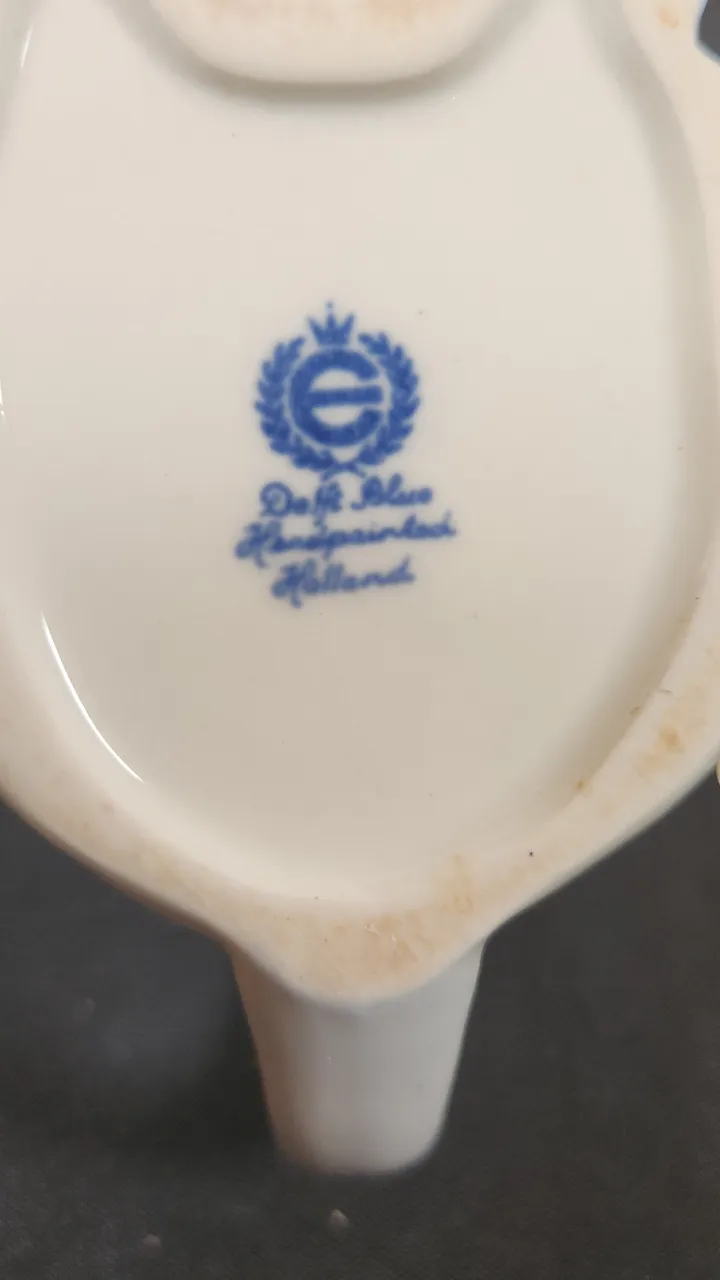 E
Delft Blue
Handpainted
Holland